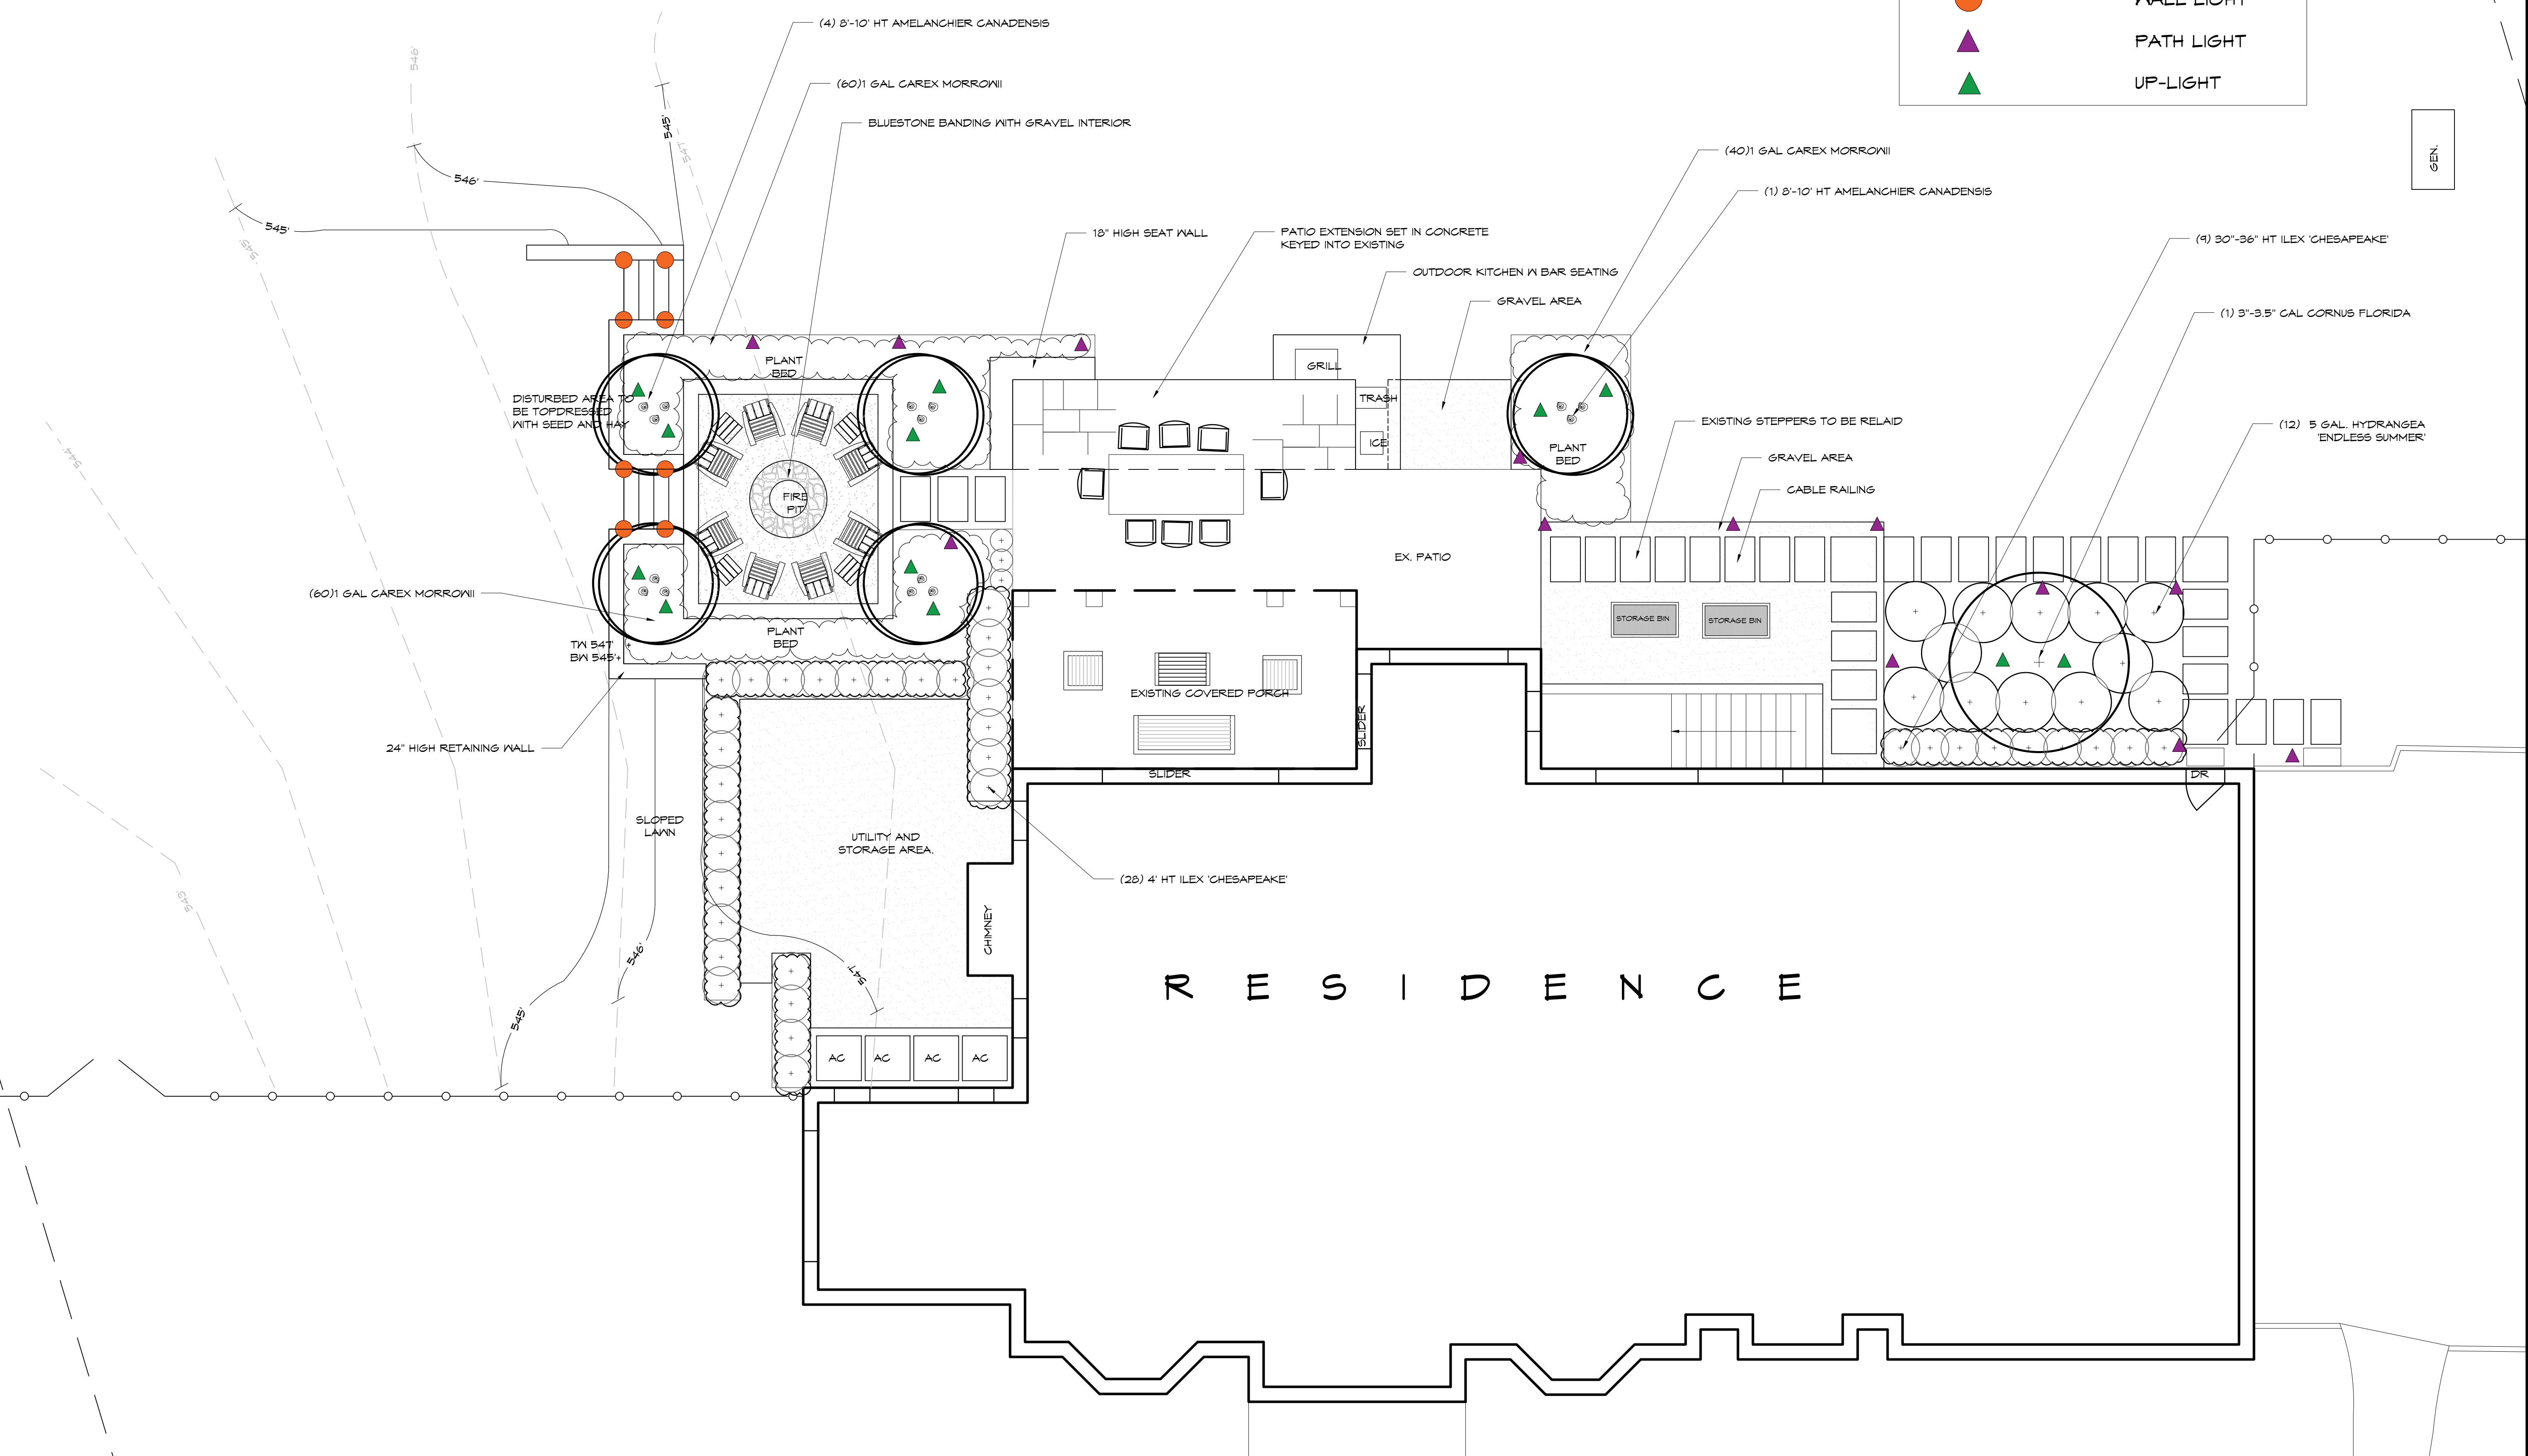 WALL LIGHT
PATH LIGHT
UP-LIGHT
(4) 8'-10' HT AMELANCHIER CANADENSIS
(60)1 GAL CAREX MORROWII
BLUESTONE BANDING WITH GRAVEL INTERIOR
546'
545'
547'
546'
545'
545'
(40)1 GAL CAREX MORROWII
(1) 8'-10' HT AMELANCHIER CANADENSIS
GEN.
18" HIGH SEAT WALL
PATIO EXTENSION SET IN CONCRETE
KEYED INTO EXISTING
OUTDOOR KITCHEN W BAR SEATING
GRAVEL AREA
(9) 30"-36" HT ILEX 'CHESAPEAKE'
(1) 3"-3.5" CAL CORNUS FLORIDA
PLANT
BED
GRILL
TRASH
ICE
DISTURBED AREA TO
BE TOPDRESSED
WITH SEED AND HAY
PLANT
BED
EXISTING STEPPERS TO BE RELAID
GRAVEL AREA
CABLE RAILING
(12) 5 GAL. HYDRANGEA
'ENDLESS SUMMER'
544'
FIRE
PIT
EX. PATIO
(60)1 GAL CAREX MORROWII
PLANT
BED
STORAGE BIN
STORAGE BIN
TW 547' +
BW 545'+
EXISTING COVERED PORCH
SLIDER
SLIDER
24" HIGH RETAINING WALL
DR
SLOPED
LAWN
UTILITY AND
STORAGE AREA.
(28) 4' HT ILEX 'CHESAPEAKE'
543'
CHIMNEY
546'
547
545'
RESIDENCE
AC
AC
AC
AC